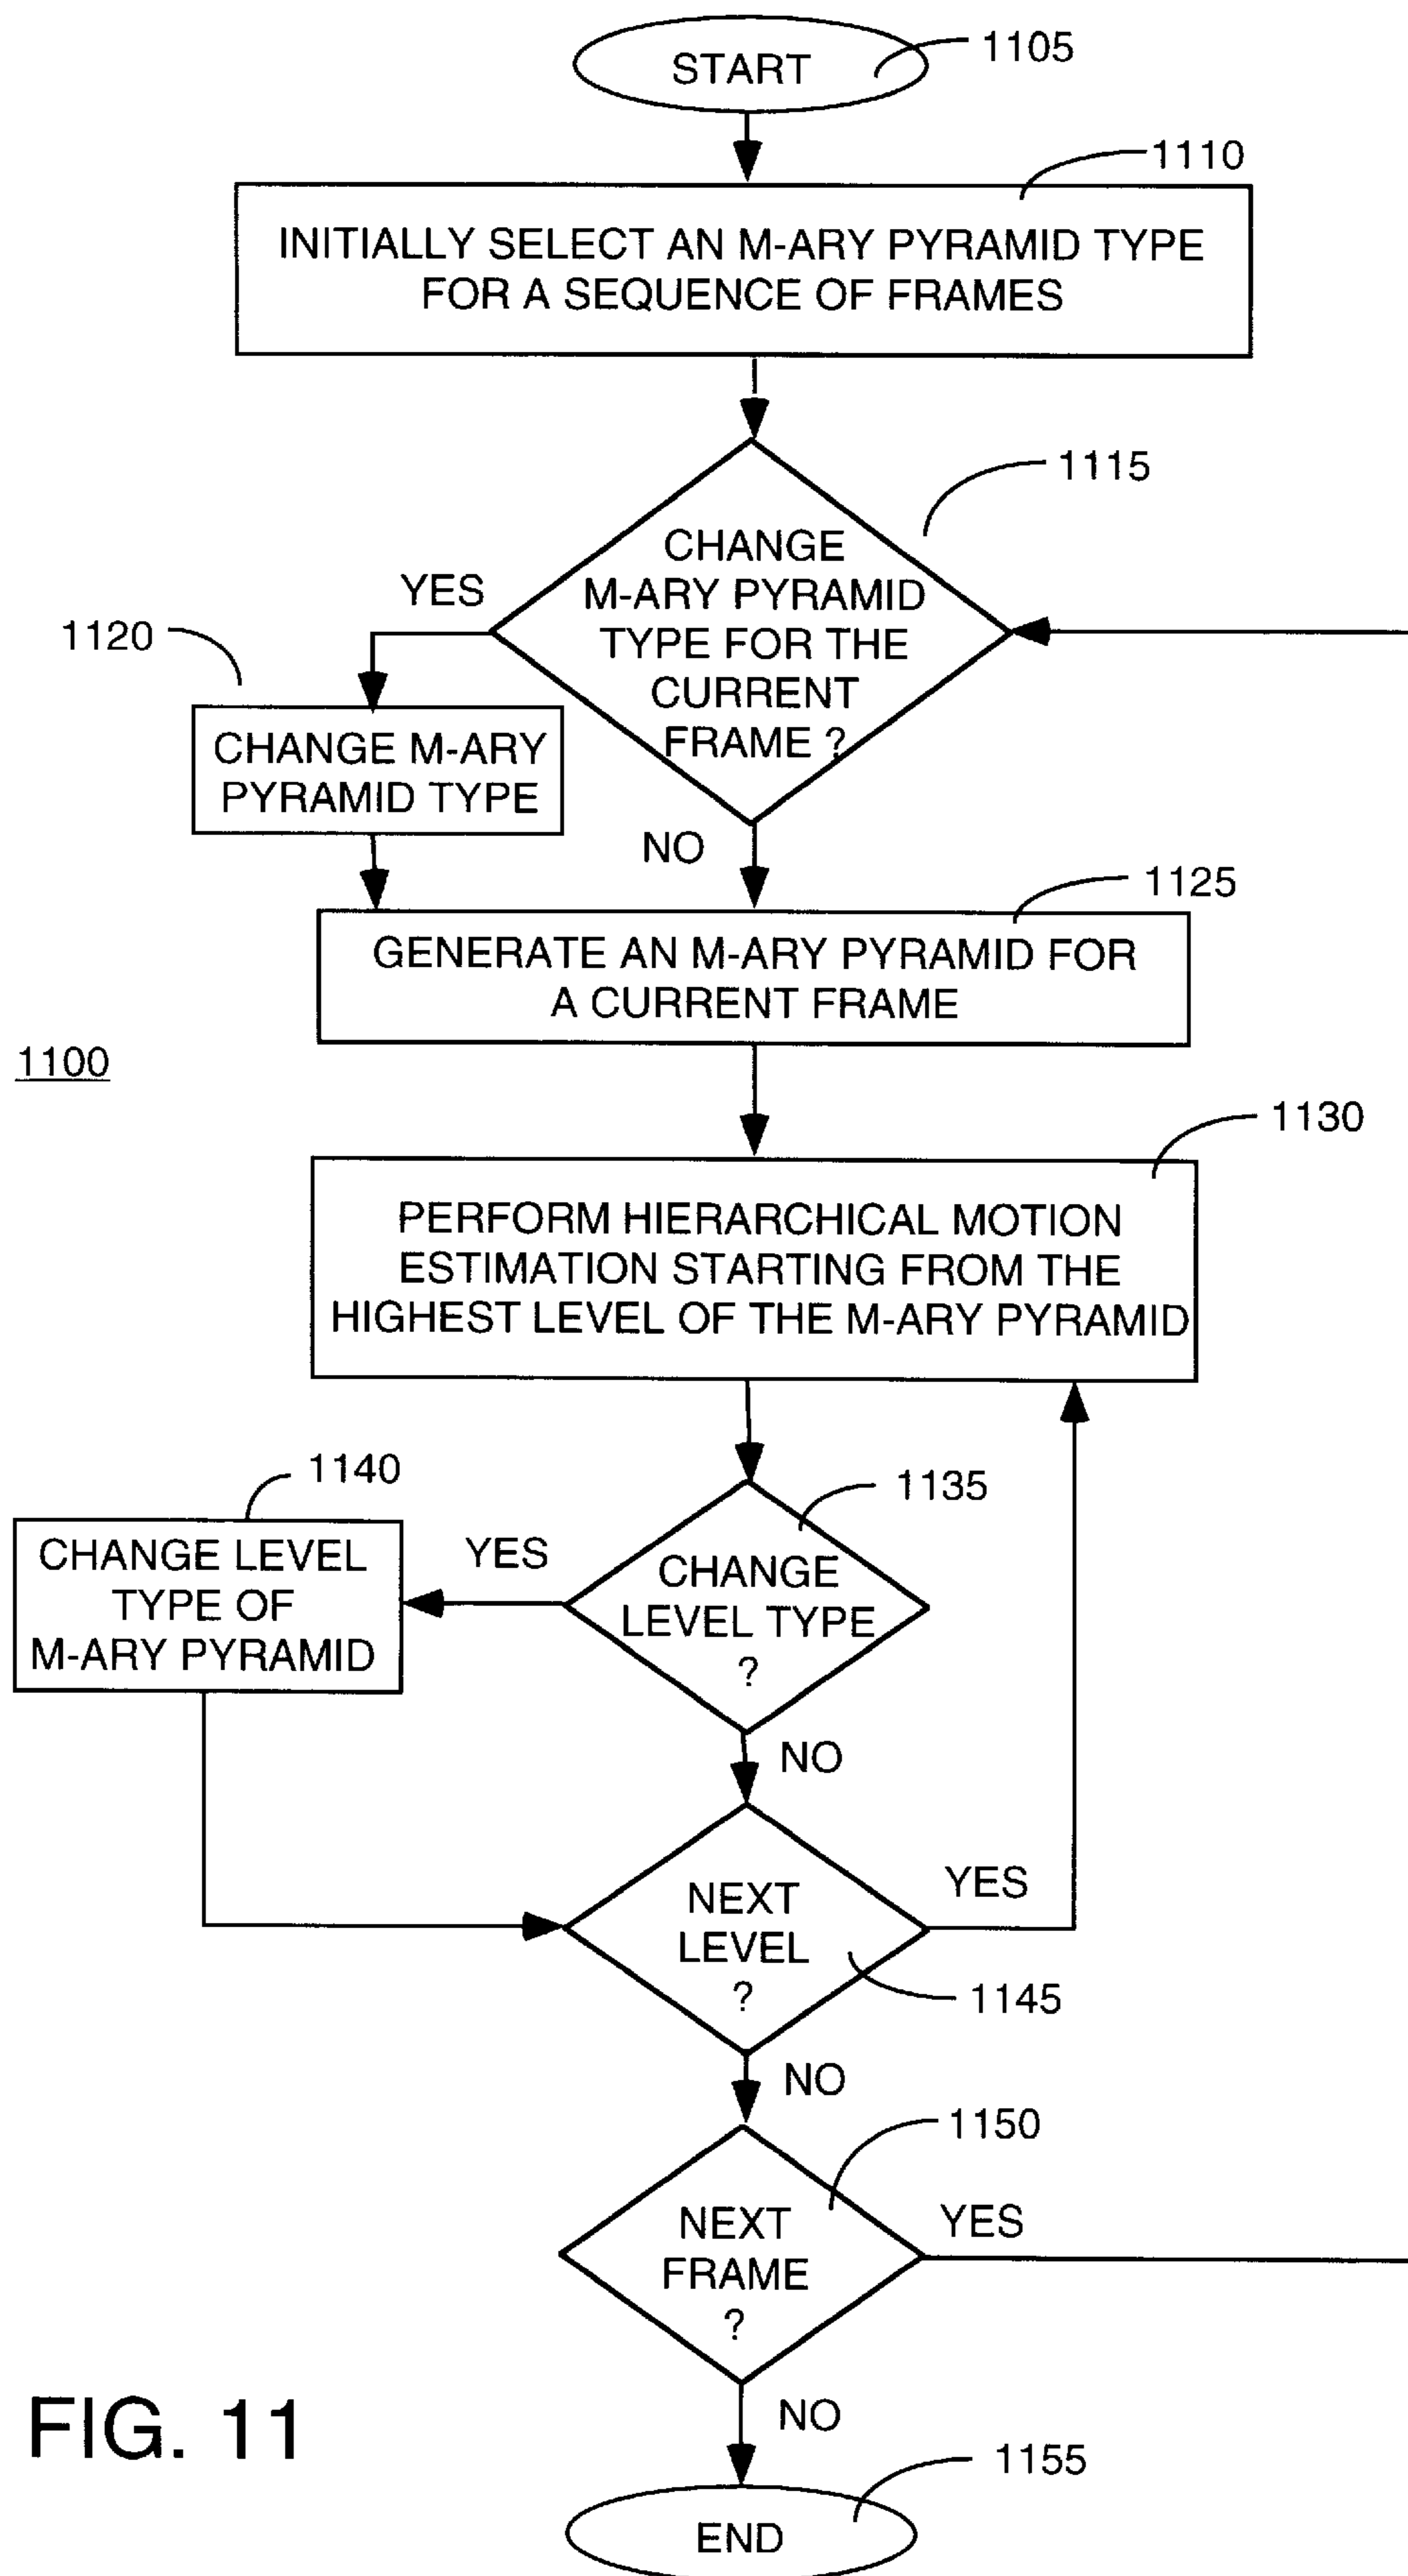 START
1105
1110
INITIALLY SELECT AN M-ARY PYRAMID TYPE
FOR A SEQUENCE OF FRAMES
1115
CHANGE
M-ARY PYRAMID
TYPE FOR THE
CURRENT
FRAME ?
YES
1120
CHANGE M-ARY
PYRAMID TYPE
NO
1125
GENERATE AN M-ARY PYRAMID FOR
A CURRENT FRAME
1100
1130
PERFORM HIERARCHICAL MOTION
ESTIMATION STARTING FROM THE
HIGHEST LEVEL OF THE M-ARY PYRAMID
1140
1135
CHANGE LEVEL
TYPE OF
M-ARY PYRAMID
YES
CHANGE
LEVEL TYPE
?
NO
NEXT
LEVEL
?
YES
1145
NO
1150
NEXT
FRAME
?
YES
NO
FIG. 11
1155
END